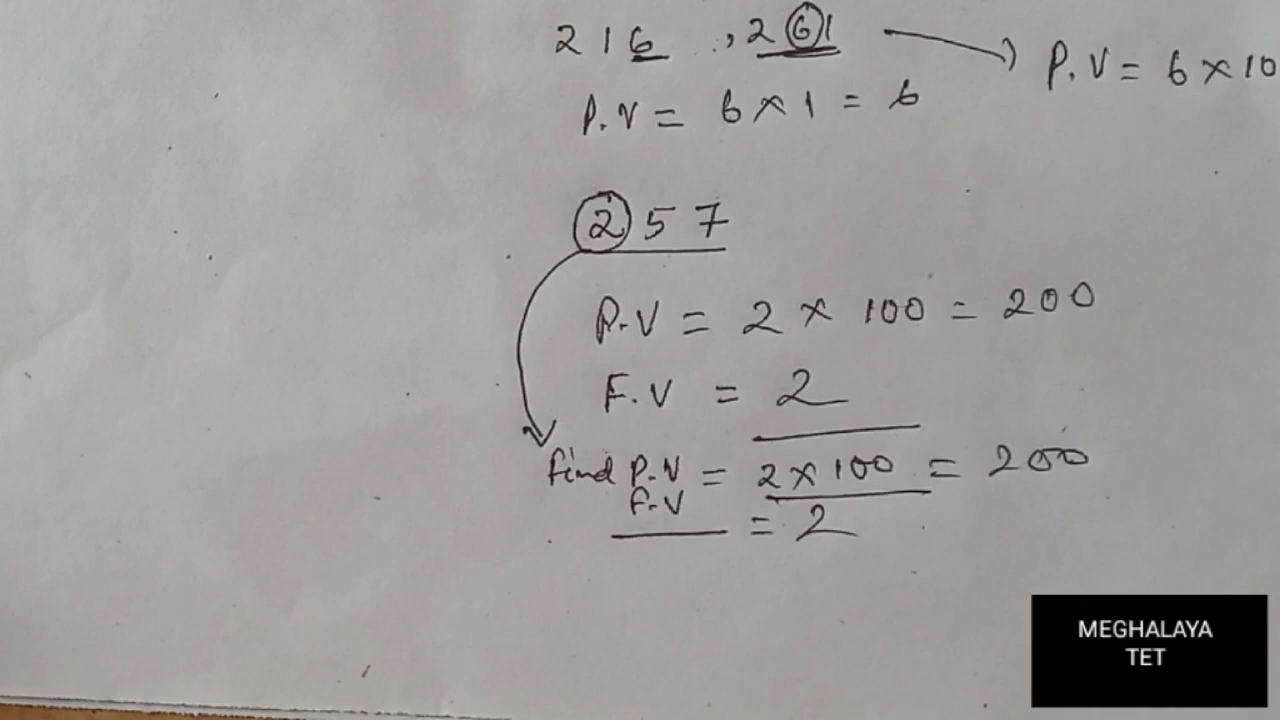 216 , 261 → P.V = 6 × 10
P.V = 6 × 1 = 6
257
P.V = 2 × 100 = 200
F.V = 2
find P.V = 2 × 100 = 200
F.V = 2
MEGHALAYA
TET